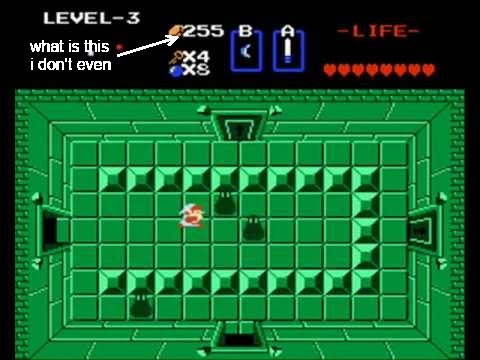 LEVEL-3
what is this
i don't even
255
X4
X8
B A
-LIFE-